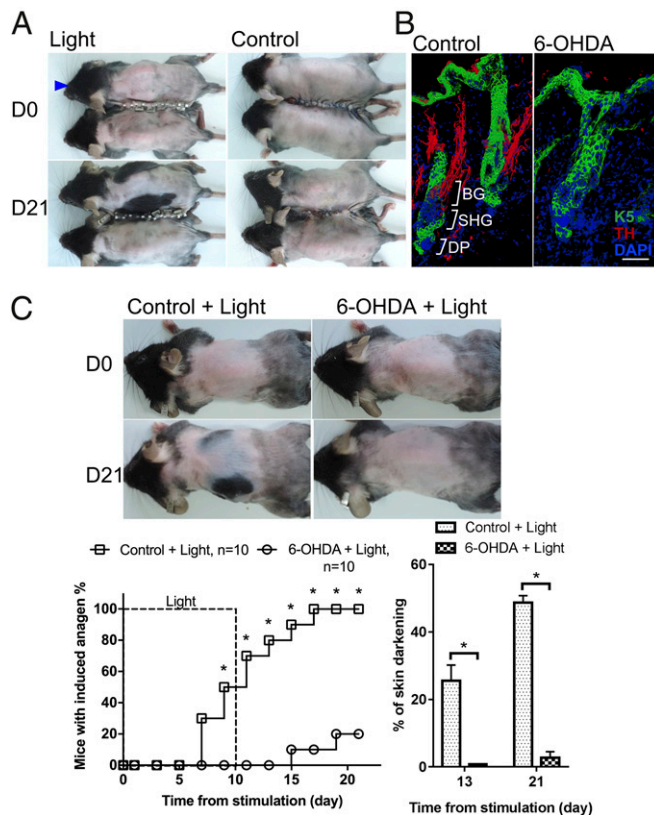 A
Light
Control
D0
D21
B
Control
6-OHDA
BG
SHG
DP
K5
TH
DAPI
C
Control + Light
6-OHDA + Light
D0
D21
Control + Light, n=10
6-OHDA + Light,
n=10
Light
Mice with induced anagen %
100
80
60
40
20
0
0
5
10
15
20
Time from stimulation (day)
* * * * * * *
Control + Light
6-OHDA + Light
% of skin darkening
60
40
20
0
*
*
13
21
Time from stimulation (day)